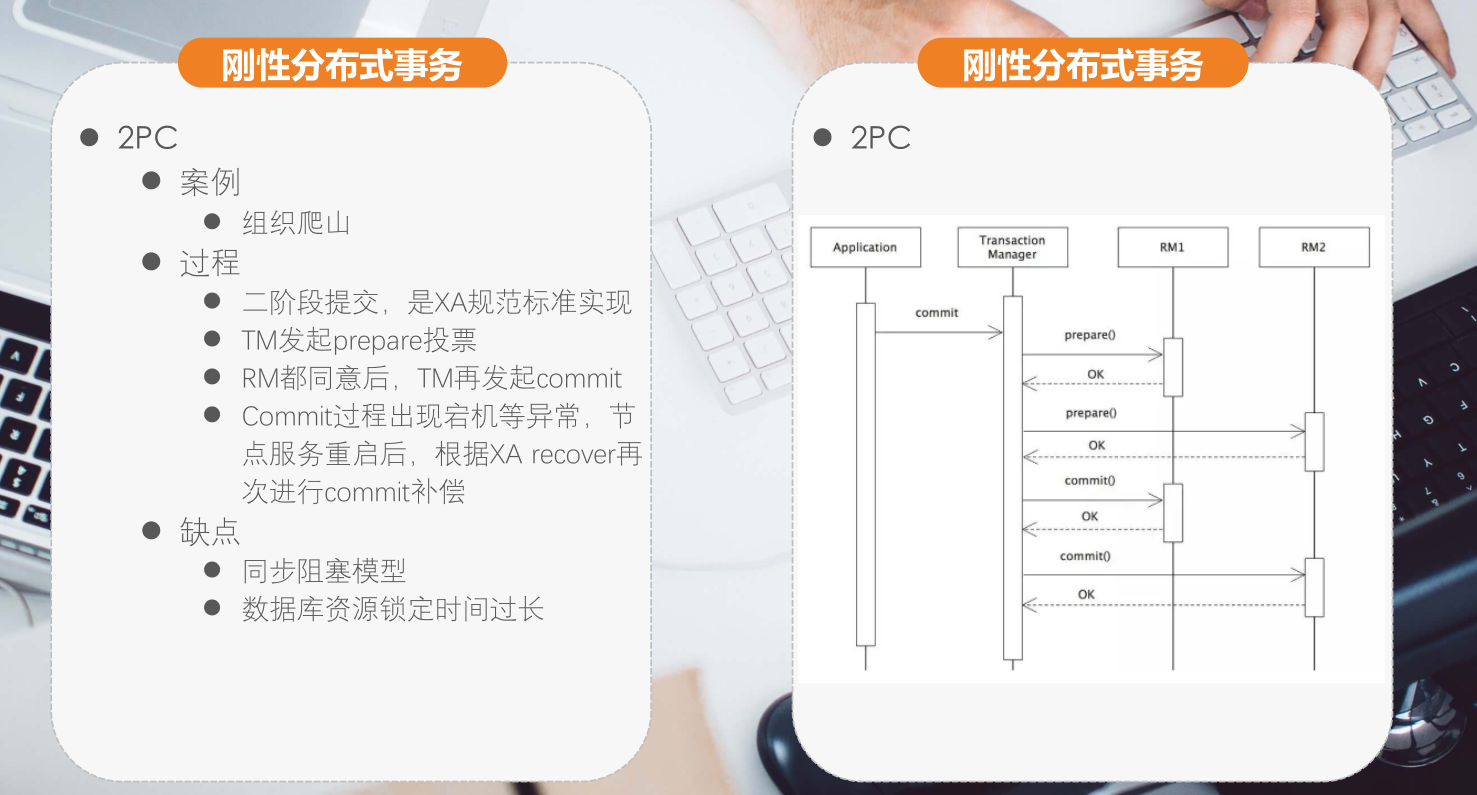 刚性分布式事务
2PC
案例
组织爬山
过程
二阶段提交，是XA规范标准实现
TM发起prepare投票
RM都同意后，TM再发起commit
Commit过程出现宕机等异常，节
点服务重启后，根据XA recover再
次进行commit补偿
缺点
同步阻塞模型
数据库资源锁定时间过长
刚性分布式事务
2PC
Application
Transaction
Manager
RM1
RM2
commit
prepare()
OK
prepare()
OK
commit()
OK
commit()
OK